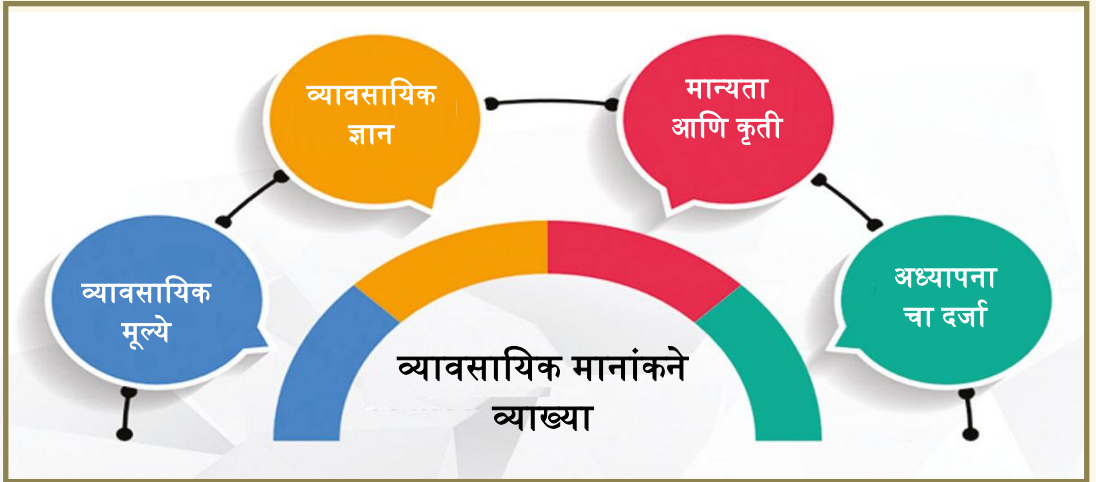 व्यावसायिक
ज्ञान
मान्यता
आणि कृती
व्यावसायिक
मूल्ये
अध्यापना
चा दर्जा
व्यावसायिक मानांकने
व्याख्या